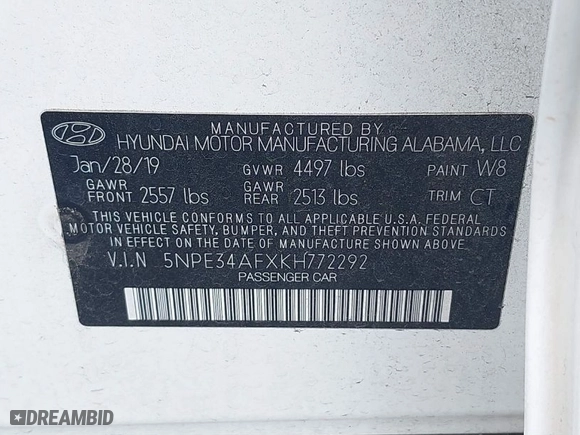 MANUFACTURED BY
HYUNDAI MOTOR MANUFACTURING ALABAMA, LLC
Jan/28/19 GVWR 4497 lbs PAINT W8
GAWR FRONT 2557 lbs GAWR REAR 2513 lbs TRIM CT
THIS VEHICLE CONFORMS TO ALL APPLICABLE U.S.A. FEDERAL
MOTOR VEHICLE SAFETY, BUMPER, AND THEFT PREVENTION STANDARDS
IN EFFECT ON THE DATE OF MANUFACTURE SHOWN ABOVE.
V.I.N 5NPE34AFXKH772292
PASSENGER CAR
DREAMBID